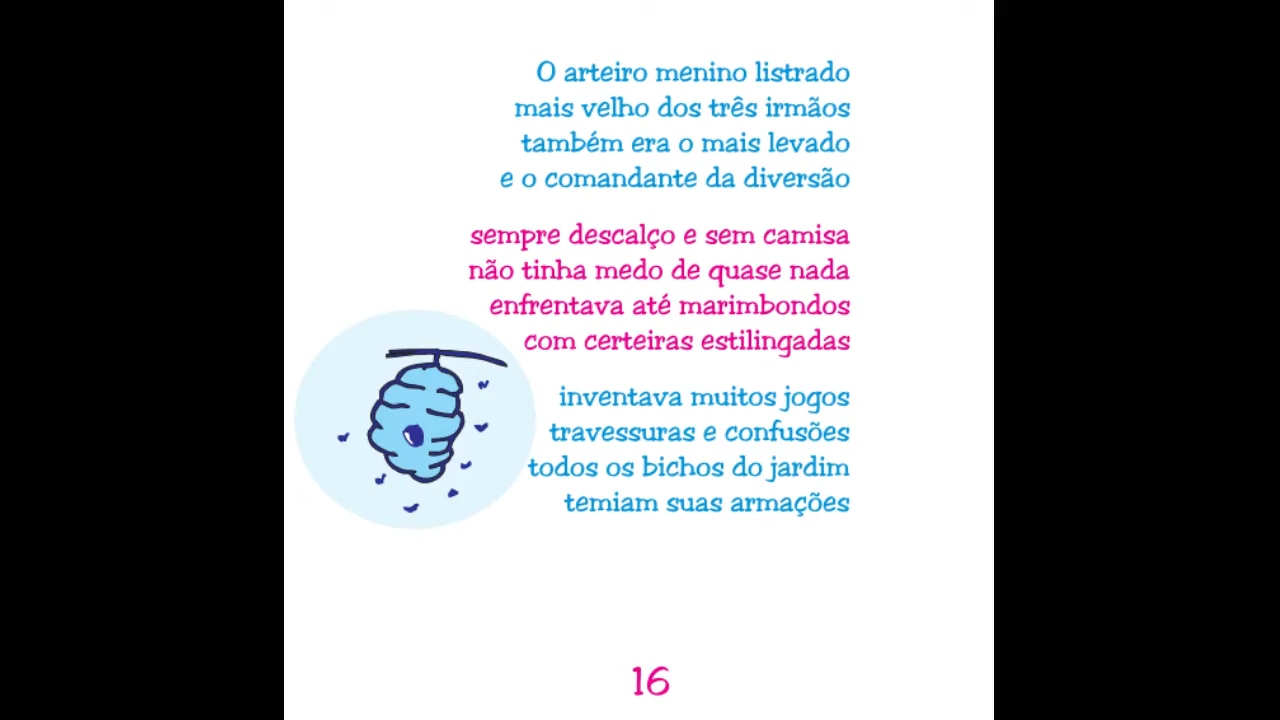 O arteiro menino listrado
mais velho dos três irmãos
também era o mais levado
e o comandante da diversão
sempre descalço e sem camisa
não tinha medo de quase nada
enfrentava até marimbondos
com certeiras estilingadas
inventava muitos jogos
travessuras e confusões
todos os bichos do jardim
temiam suas armações
16